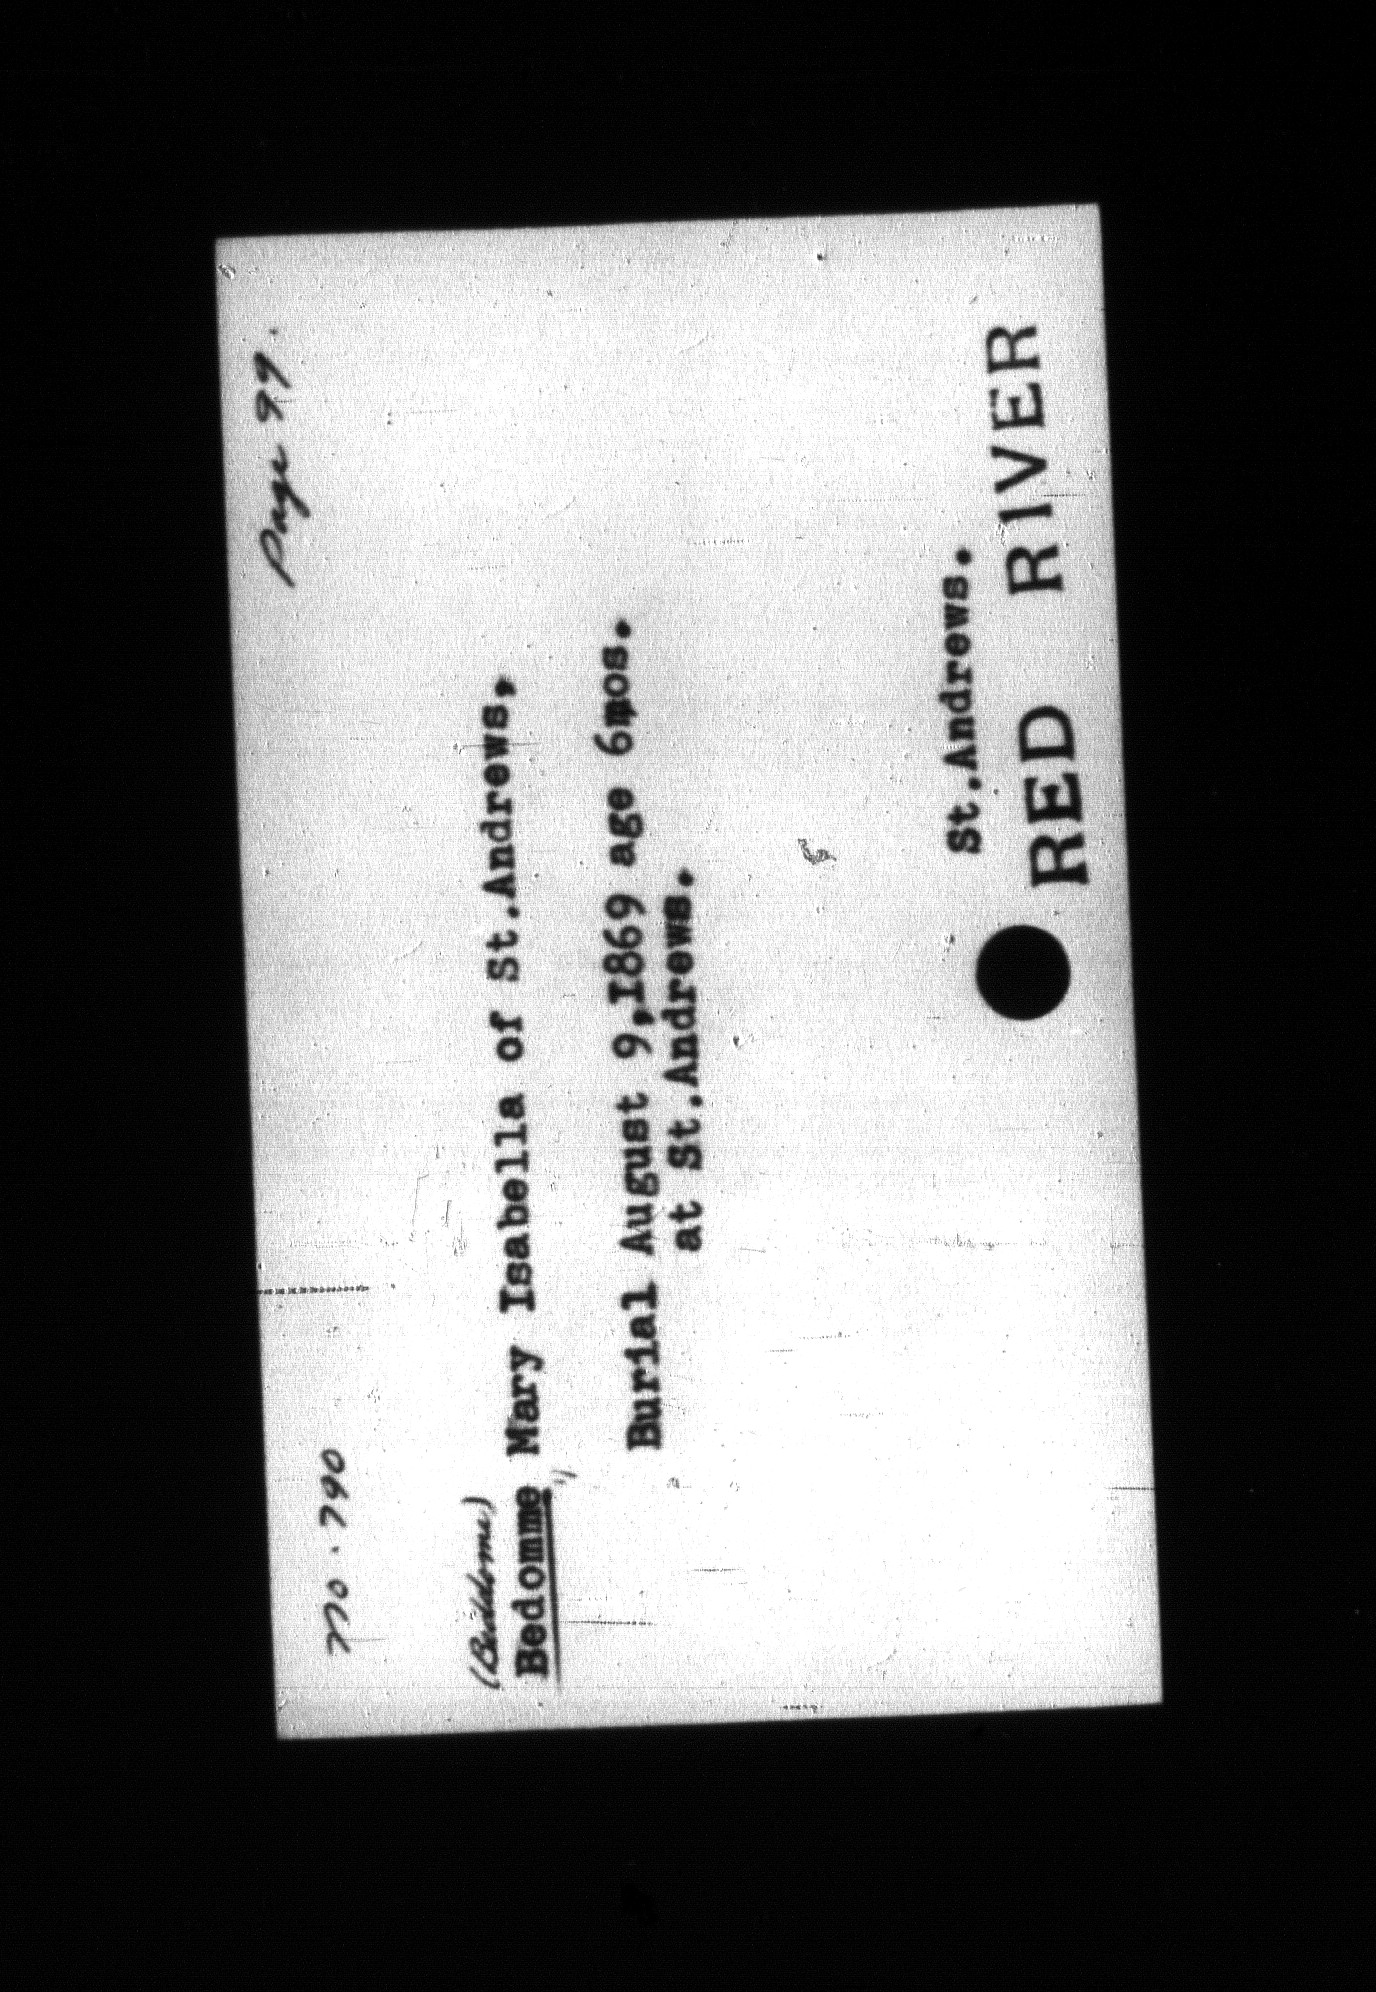 Page 99.
no. 790
(Beddome)
Bedomme Mary Isabella of St.Andrews,
Burial August 9,1869 age 6mos.
at St.Andrews.
St.Andrews.
RED RIVER